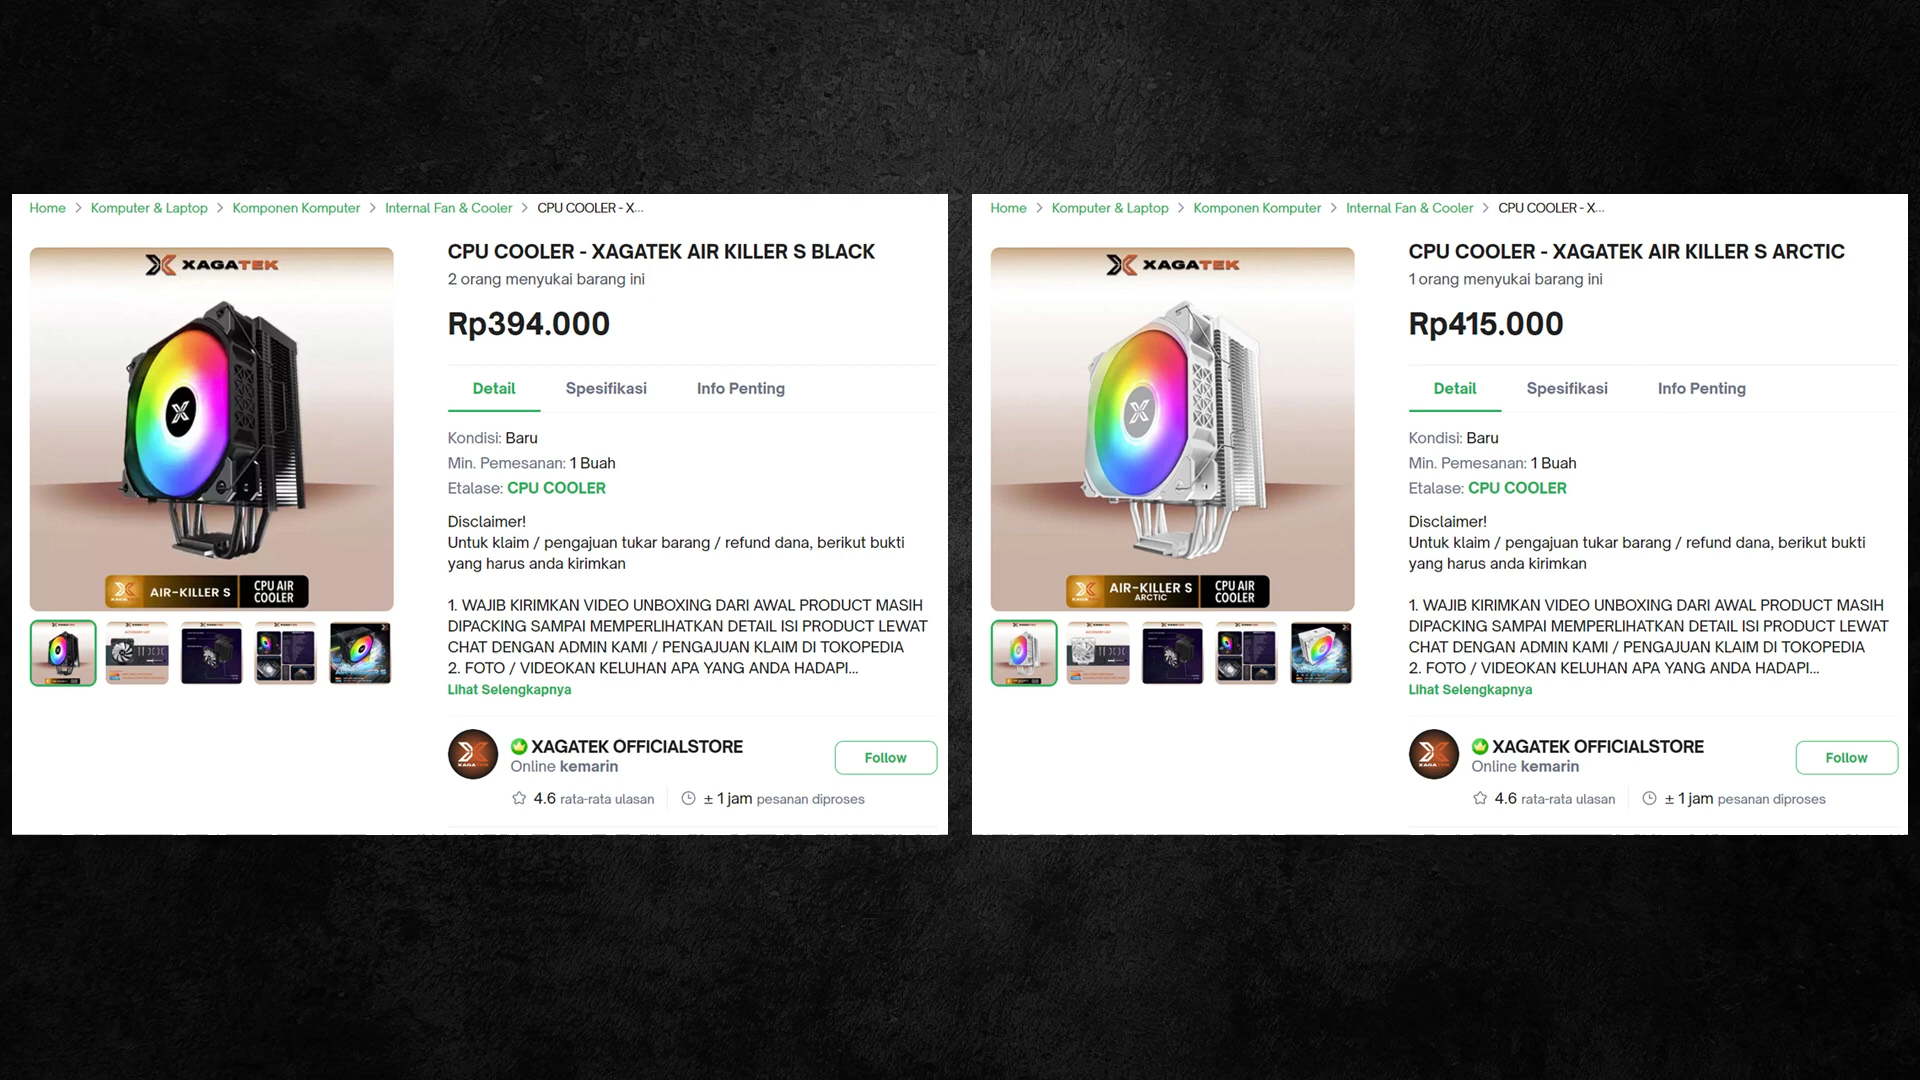 Home > Komputer & Laptop > Komponen Komputer > Internal Fan & Cooler > CPU COOLER - X...
XAGATEK
AIR-KILLER S
CPU AIR
COOLER
CPU COOLER - XAGATEK AIR KILLER S BLACK
2 orang menyukai barang ini
Rp394.000
Detail Spesifikasi Info Penting
Kondisi: Baru
Min. Pemesanan: 1 Buah
Etalase: CPU COOLER
Disclaimer!
Untuk klaim / pengajuan tukar barang / refund dana, berikut bukti
yang harus anda kirimkan
1. WAJIB KIRIMKAN VIDEO UNBOXING DARI AWAL PRODUCT MASIH
DIPACKING SAMPAI MEMPERLIHATKAN DETAIL ISI PRODUCT LEWAT
CHAT DENGAN ADMIN KAMI / PENGAJUAN KLAIM DI TOKOPEDIA
2. FOTO / VIDEOKAN KELUHAN APA YANG ANDA HADAPI...
Lihat Selengkapnya
XAGATEK
XAGATEK OFFICIALSTORE
Online kemarin
Follow
4.6 rata-rata ulasan
± 1 jam pesanan diproses
Home > Komputer & Laptop > Komponen Komputer > Internal Fan & Cooler > CPU COOLER - X...
XAGATEK
AIR-KILLER S
ARCTIC
CPU AIR
COOLER
CPU COOLER - XAGATEK AIR KILLER S ARCTIC
1 orang menyukai barang ini
Rp415.000
Detail Spesifikasi Info Penting
Kondisi: Baru
Min. Pemesanan: 1 Buah
Etalase: CPU COOLER
Disclaimer!
Untuk klaim / pengajuan tukar barang / refund dana, berikut bukti
yang harus anda kirimkan
1. WAJIB KIRIMKAN VIDEO UNBOXING DARI AWAL PRODUCT MASIH
DIPACKING SAMPAI MEMPERLIHATKAN DETAIL ISI PRODUCT LEWAT
CHAT DENGAN ADMIN KAMI / PENGAJUAN KLAIM DI TOKOPEDIA
2. FOTO / VIDEOKAN KELUHAN APA YANG ANDA HADAPI...
Lihat Selengkapnya
XAGATEK
XAGATEK OFFICIALSTORE
Online kemarin
Follow
4.6 rata-rata ulasan
± 1 jam pesanan diproses